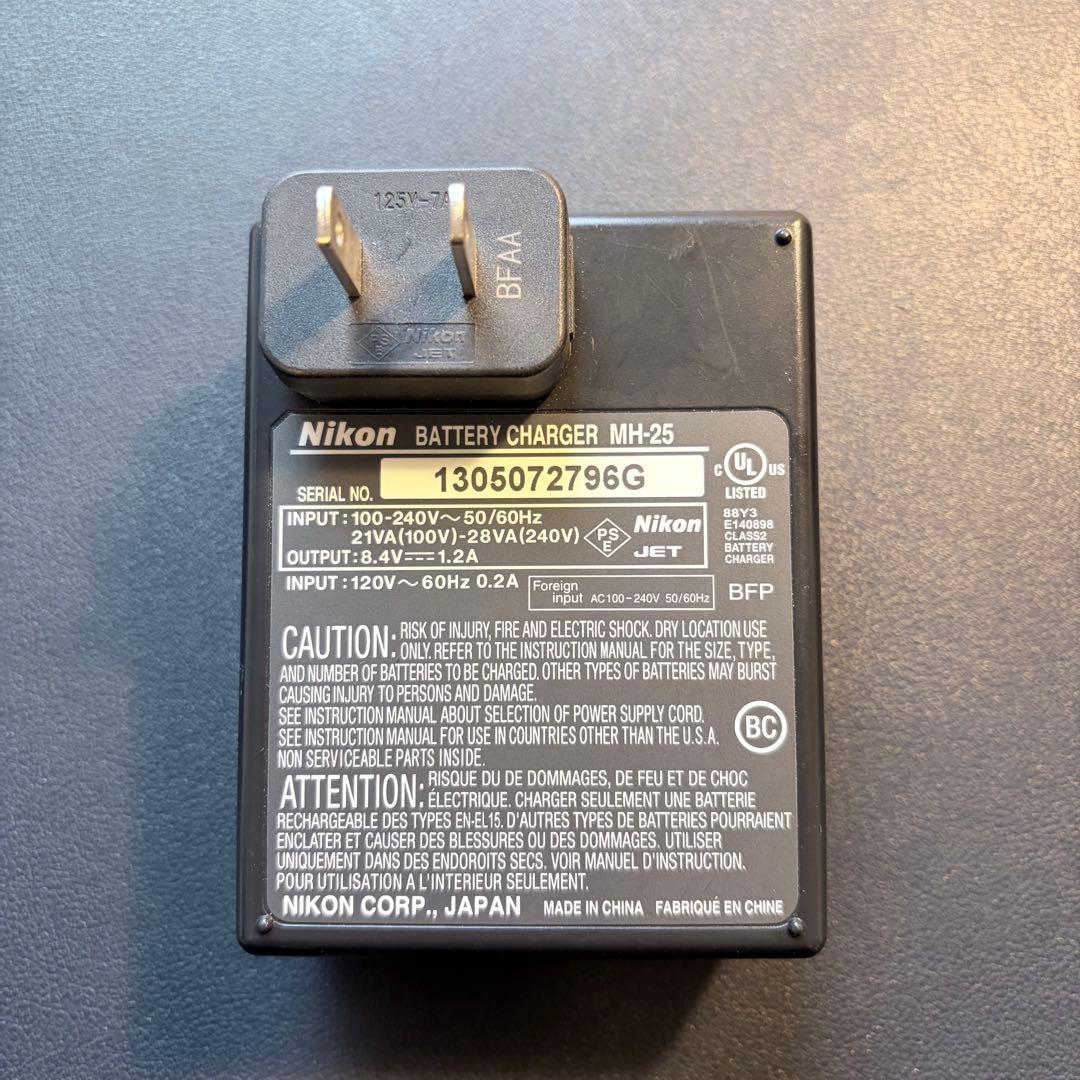 125V-7A
BFAA
PS E Nikon
JET
Nikon BATTERY CHARGER MH-25
SERIAL NO. 1305072796G
C UL US
LISTED
88Y3
E140898
CLASS2
BATTERY
CHARGER
INPUT : 100-240V～50/60Hz
21VA(100V)-28VA(240V)
OUTPUT : 8.4V⎓1.2A
PS E Nikon
JET
INPUT : 120V～60Hz 0.2A
Foreign
input AC100-240V 50/60Hz
BFP
CAUTION: RISK OF INJURY, FIRE AND ELECTRIC SHOCK. DRY LOCATION USE
ONLY. REFER TO THE INSTRUCTION MANUAL FOR THE SIZE, TYPE,
AND NUMBER OF BATTERIES TO BE CHARGED. OTHER TYPES OF BATTERIES MAY BURST
CAUSING INJURY TO PERSONS AND DAMAGE.
SEE INSTRUCTION MANUAL ABOUT SELECTION OF POWER SUPPLY CORD.
SEE INSTRUCTION MANUAL FOR USE IN COUNTRIES OTHER THAN THE U.S.A.
NON SERVICEABLE PARTS INSIDE.
BC
ATTENTION: RISQUE DU DE DOMMAGES, DE FEU ET DE CHOC
ÉLECTRIQUE. CHARGER SEULEMENT UNE BATTERIE
RECHARGEABLE DES TYPES EN-EL15. D'AUTRES TYPES DE BATTERIES POURRAIENT
ENCLATER ET CAUSER DES BLESSURES OU DES DOMMAGES. UTILISER
UNIQUEMENT DANS DES ENDOROITS SECS. VOIR MANUEL D'INSTRUCTION.
POUR UTILISATION A L'INTERIEUR SEULEMENT.
NIKON CORP., JAPAN MADE IN CHINA FABRIQUÉ EN CHINE